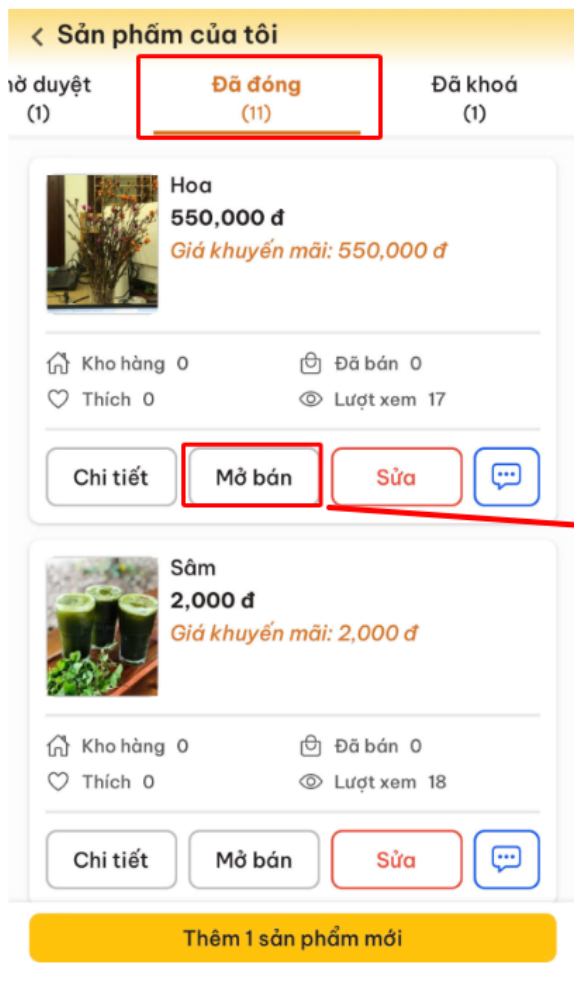 Sản phẩm của tôi
ờ duyệt
(1)
Đã đóng
(11)
Đã khoá
(1)
Hoa
550,000 đ
Giá khuyến mãi: 550,000 đ
Kho hàng 0
Đã bán 0
Thích 0
Lượt xem 17
Chi tiết
Mở bán
Sửa
Sâm
2,000 đ
Giá khuyến mãi: 2,000 đ
Kho hàng 0
Đã bán 0
Thích 0
Lượt xem 18
Chi tiết
Mở bán
Sửa
Thêm 1 sản phẩm mới